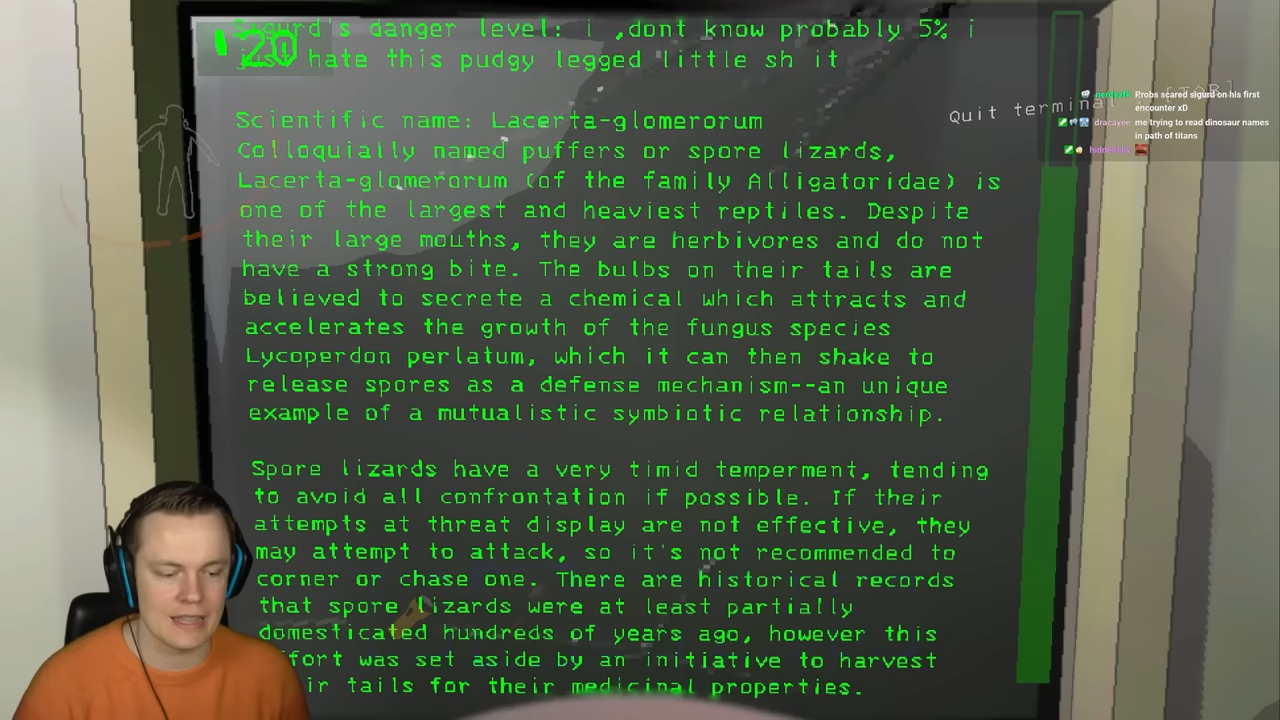 Sigurd's danger level: i ,dont know probably 5% i
just hate this pudgy legged little sh it
20
Quit terminal : [TAB]
Probs scared sigurd on his first
encounter xD
dracayee me trying to read dinosaur names
in path of titans
Scientific name: Lacerta-glomerorum
Colloquially named puffers or spore lizards,
Lacerta-glomerorum (of the family Alligatoridae) is
one of the largest and heaviest reptiles. Despite
their large mouths, they are herbivores and do not
have a strong bite. The bulbs on their tails are
believed to secrete a chemical which attracts and
accelerates the growth of the fungus species
Lycoperdon perlatum, which it can then shake to
release spores as a defense mechanism--an unique
example of a mutualistic symbiotic relationship.
Spore lizards have a very timid temperment, tending
to avoid all confrontation if possible. If their
attempts at threat display are not effective, they
may attempt to attack, so it's not recommended to
corner or chase one. There are historical records
that spore lizards were at least partially
domesticated hundreds of years ago, however this
fort was set aside by an initiative to harvest
ir tails for their medicinal properties.